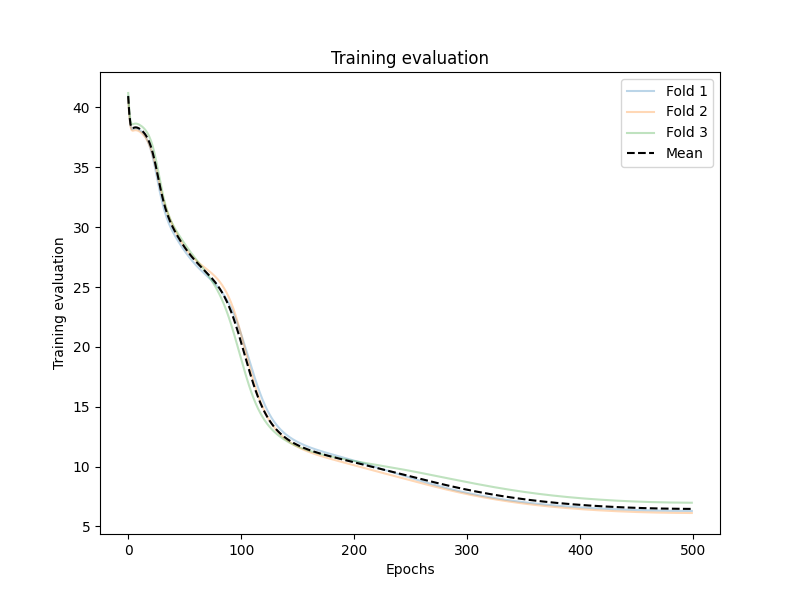 Training evaluation
Fold 1
Fold 2
Fold 3
Mean
Training evaluation
40
35
30
25
20
15
10
5
0 100 200 300 400 500
Epochs